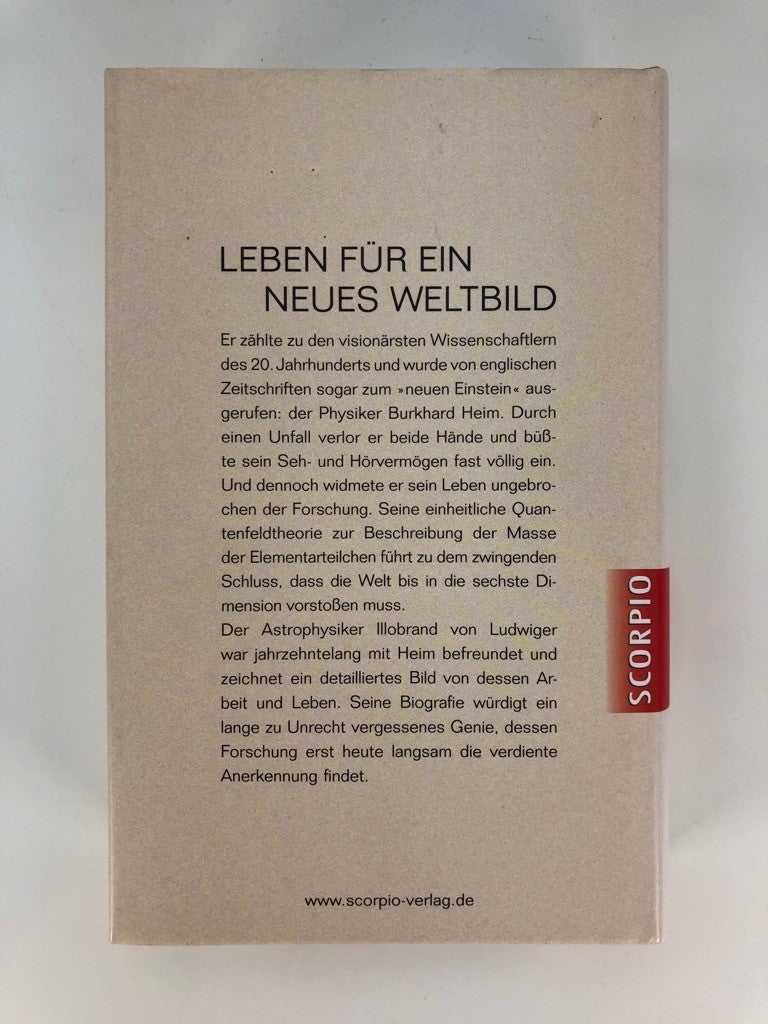 LEBEN FÜR EIN
NEUES WELTBILD
Er zählte zu den visionärsten Wissenschaftlern
des 20. Jahrhunderts und wurde von englischen
Zeitschriften sogar zum »neuen Einstein« aus-
gerufen: der Physiker Burkhard Heim. Durch
einen Unfall verlor er beide Hände und büß-
te sein Seh- und Hörvermögen fast völlig ein.
Und dennoch widmete er sein Leben ungebro-
chen der Forschung. Seine einheitliche Quan-
tenfeldtheorie zur Beschreibung der Masse
der Elementarteilchen führt zu dem zwingenden
Schluss, dass die Welt bis in die sechste Di-
mension vorstoßen muss.
Der Astrophysiker Illobrand von Ludwiger
war jahrzehntelang mit Heim befreundet und
zeichnet ein detailliertes Bild von dessen Ar-
beit und Leben. Seine Biografie würdigt ein
lange zu Unrecht vergessenes Genie, dessen
Forschung erst heute langsam die verdiente
Anerkennung findet.
SCORPIO
www.scorpio-verlag.de